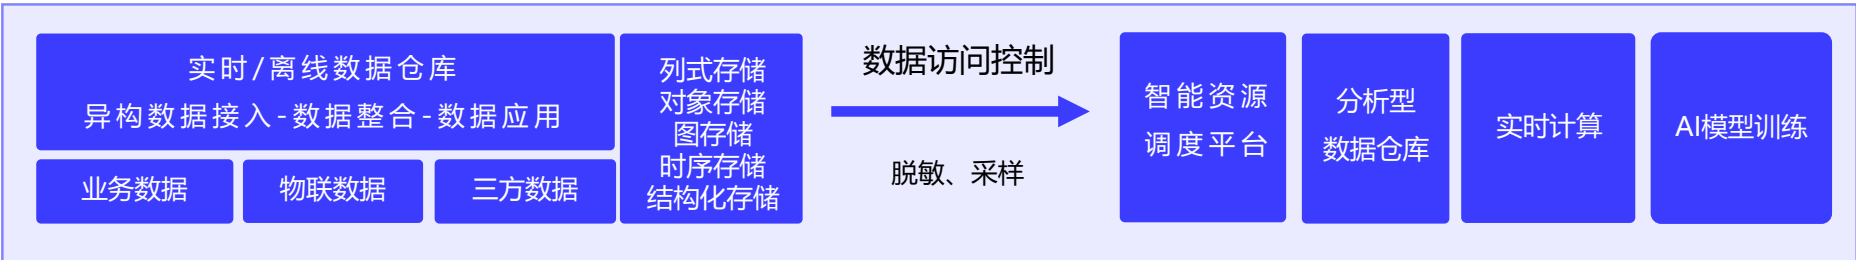 实时/离线数据仓库
异构数据接入-数据整合-数据应用
业务数据
物联数据
三方数据
列式存储
对象存储
图存储
时序存储
结构化存储
数据访问控制
脱敏、采样
智能资源
调度平台
分析型
数据仓库
实时计算
AI模型训练